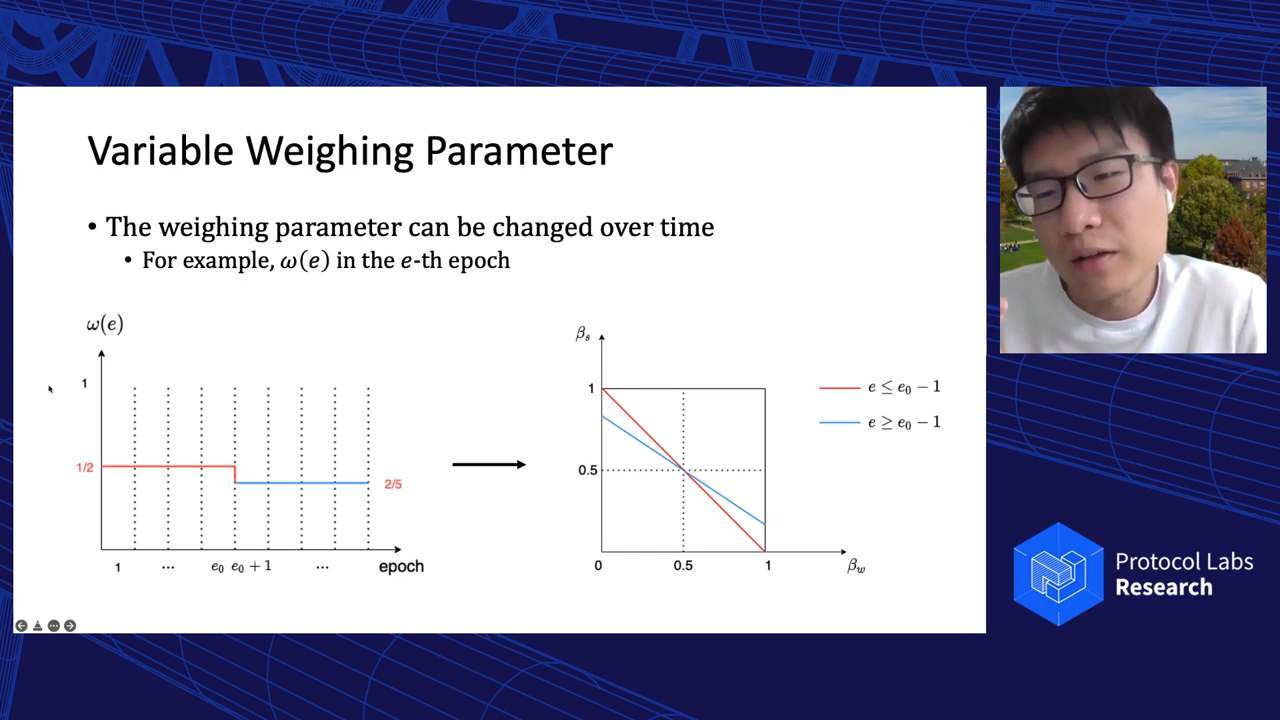 Variable Weighing Parameter
• The weighing parameter can be changed over time
• For example, ω(e) in the e-th epoch
ω(e)
1
1/2
2/5
1 ... e₀ e₀ + 1 ... epoch
βₛ
1
0.5
0 0.5 1 β_w
e ≤ e₀ − 1
e ≥ e₀ − 1
Protocol Labs
Research